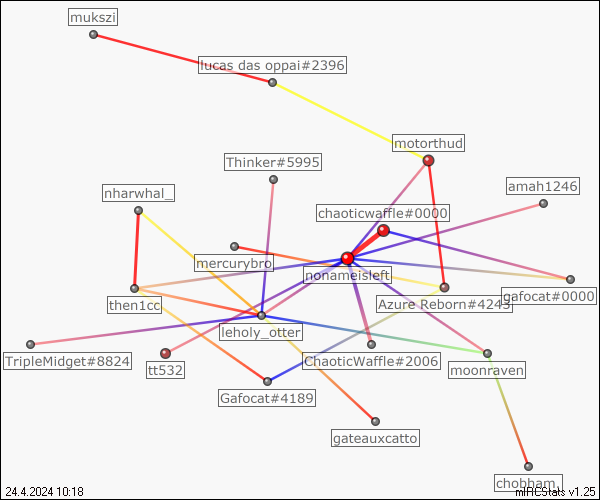 mukszi
lucas das oppai#2396
motorthud
Thinker#5995
nharwhal_
amah1246
chaoticwaffle#0000
mercurybro
nonameisleft
then1cc
Azure Reborn#4243
gafocat#0000
leholy_otter
TripleMidget#8824
tt532
ChaoticWaffle#2006
moonraven
Gafocat#4189
gateauxcatto
chobham_
24.4.2024 10:18
mIRCStats v1.25